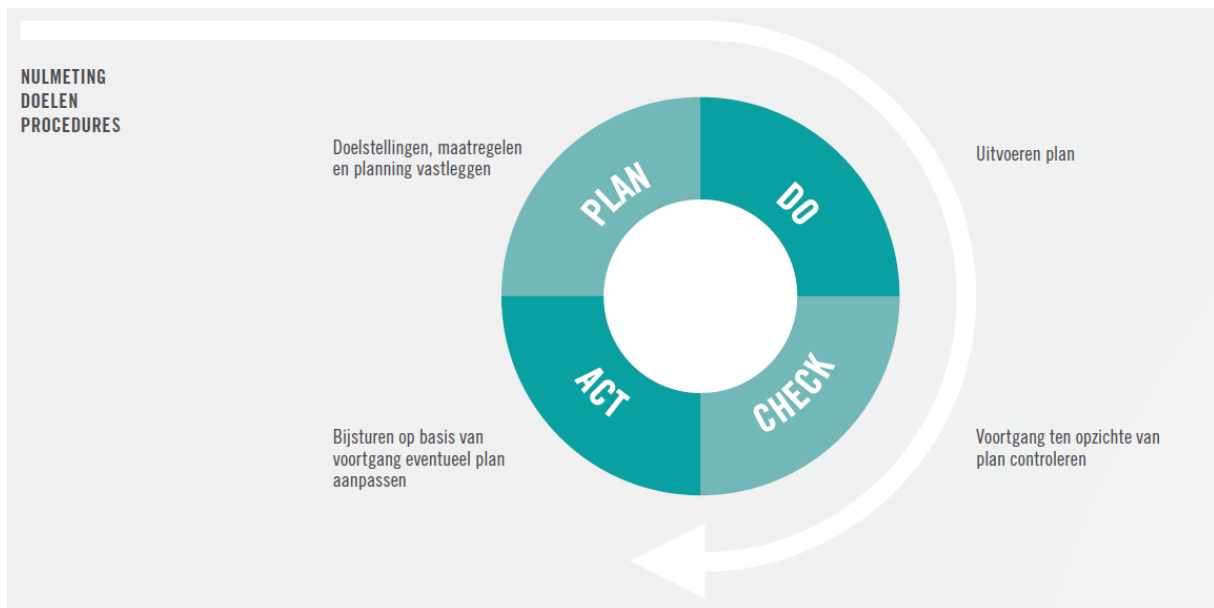 NULMETING
DOELEN
PROCEDURES
Doelstellingen, maatregelen
en planning vastleggen
PLAN
DO
Uitvoeren plan
ACT
CHECK
Bijsturen op basis van
voortgang eventueel plan
aanpassen
Voortgang ten opzichte van
plan controleren